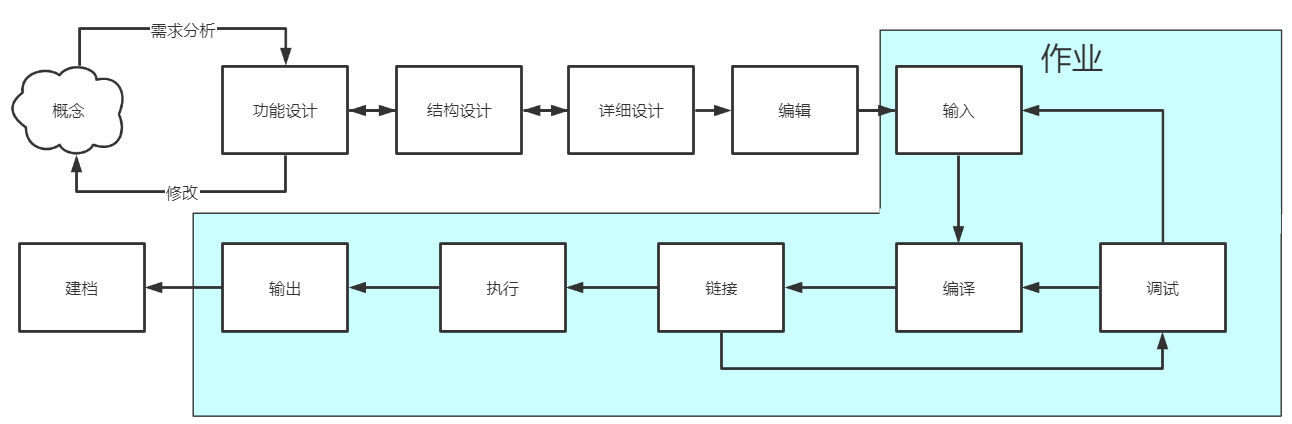 需求分析
作业
概念
功能设计
结构设计
详细设计
编辑
输入
修改
建档
输出
执行
链接
编译
调试